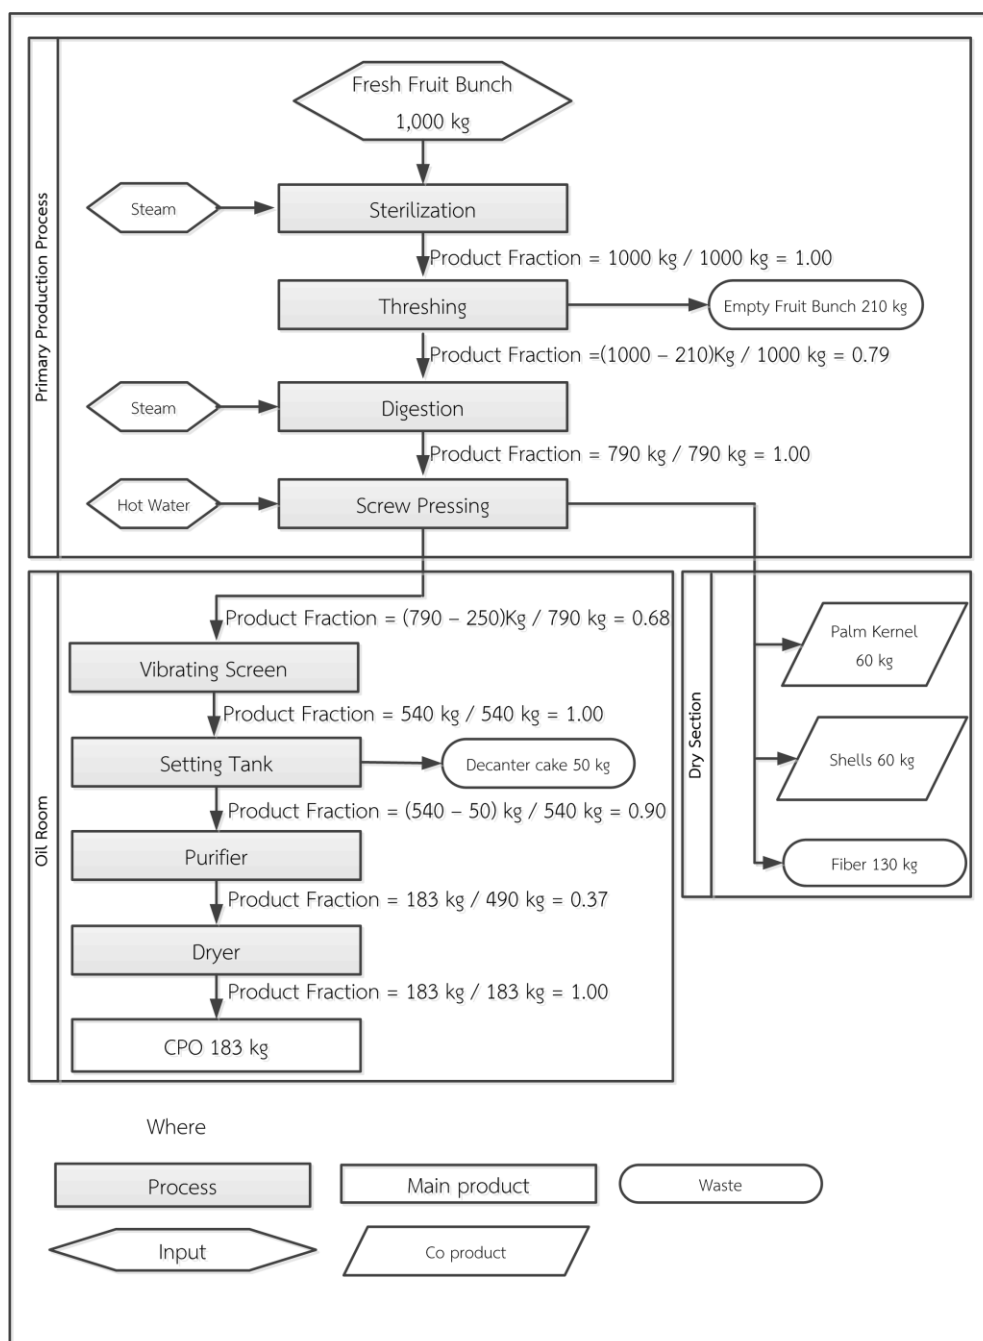 Primary Production Process
Fresh Fruit Bunch
1,000 kg
Steam
Sterilization
Product Fraction = 1000 kg / 1000 kg = 1.00
Threshing
Empty Fruit Bunch 210 kg
Product Fraction =(1000 – 210)Kg / 1000 kg = 0.79
Steam
Digestion
Product Fraction = 790 kg / 790 kg = 1.00
Hot Water
Screw Pressing
Oil Room
Product Fraction = (790 – 250)Kg / 790 kg = 0.68
Vibrating Screen
Product Fraction = 540 kg / 540 kg = 1.00
Setting Tank
Decanter cake 50 kg
Product Fraction = (540 – 50) kg / 540 kg = 0.90
Purifier
Product Fraction = 183 kg / 490 kg = 0.37
Dryer
Product Fraction = 183 kg / 183 kg = 1.00
CPO 183 kg
Dry Section
Palm Kernel
60 kg
Shells 60 kg
Fiber 130 kg
Where
Process
Main product
Waste
Input
Co product